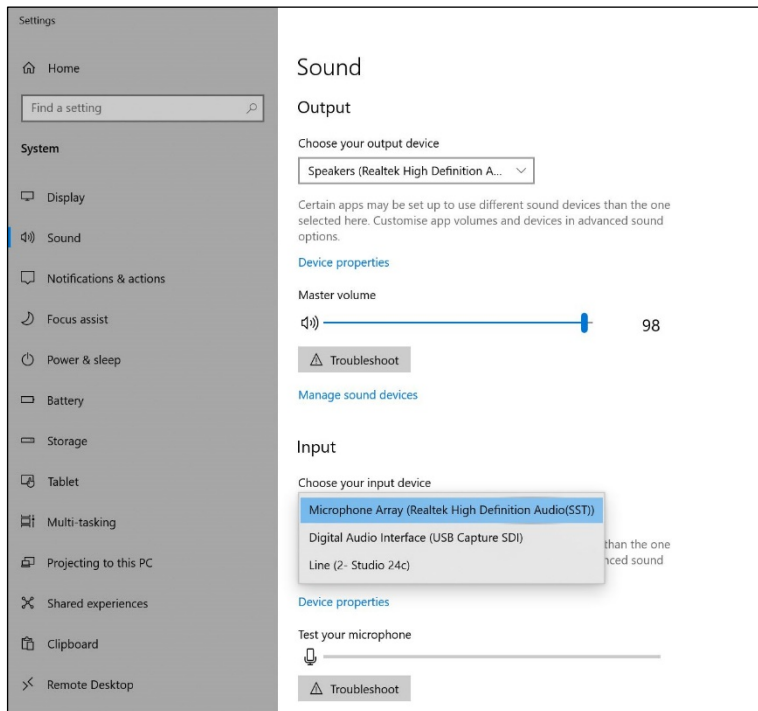 Settings
Home
Find a setting
System
Display
Sound
Notifications & actions
Focus assist
Power & sleep
Battery
Storage
Tablet
Multi-tasking
Projecting to this PC
Shared experiences
Clipboard
Remote Desktop
Sound
Output
Choose your output device
Speakers (Realtek High Definition A...
Certain apps may be set up to use different sound devices than the one
selected here. Customise app volumes and devices in advanced sound
options.
Device properties
Master volume
98
Troubleshoot
Manage sound devices
Input
Choose your input device
Microphone Array (Realtek High Definition Audio(SST))
Digital Audio Interface (USB Capture SDI)
than the one
Line (2- Studio 24c)
sound
Device properties
Test your microphone
Troubleshoot